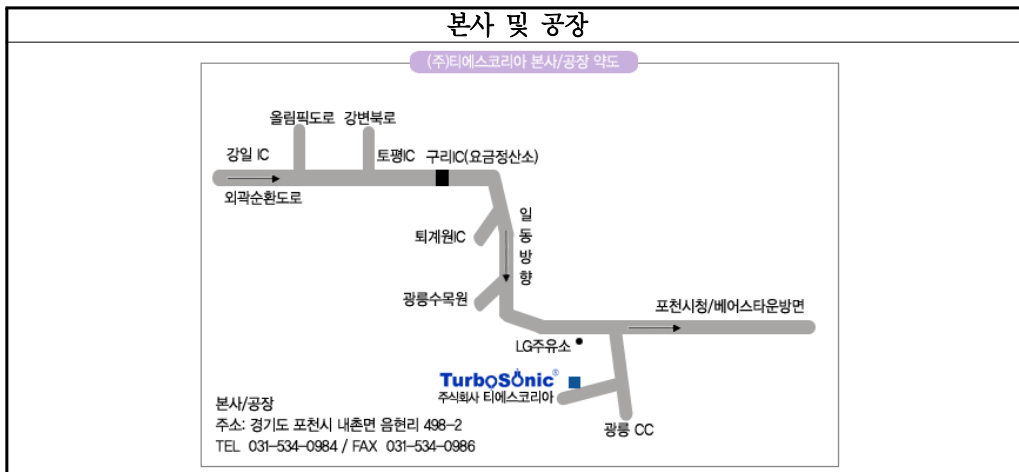 본사 및 공장
(주)티에스코리아 본사/공장 약도
올림픽도로 강변북로
강일 IC
토평IC 구리IC(요금정산소)
외곽순환도로
일동방향
퇴계원IC
광릉수목원
포천시청/베어스타운방면
LG주유소
TurboSonic®
주식회사 티에스코리아
광릉 CC
본사/공장
주소: 경기도 포천시 내촌면 음현리 498-2
TEL 031-534-0984 / FAX 031-534-0986